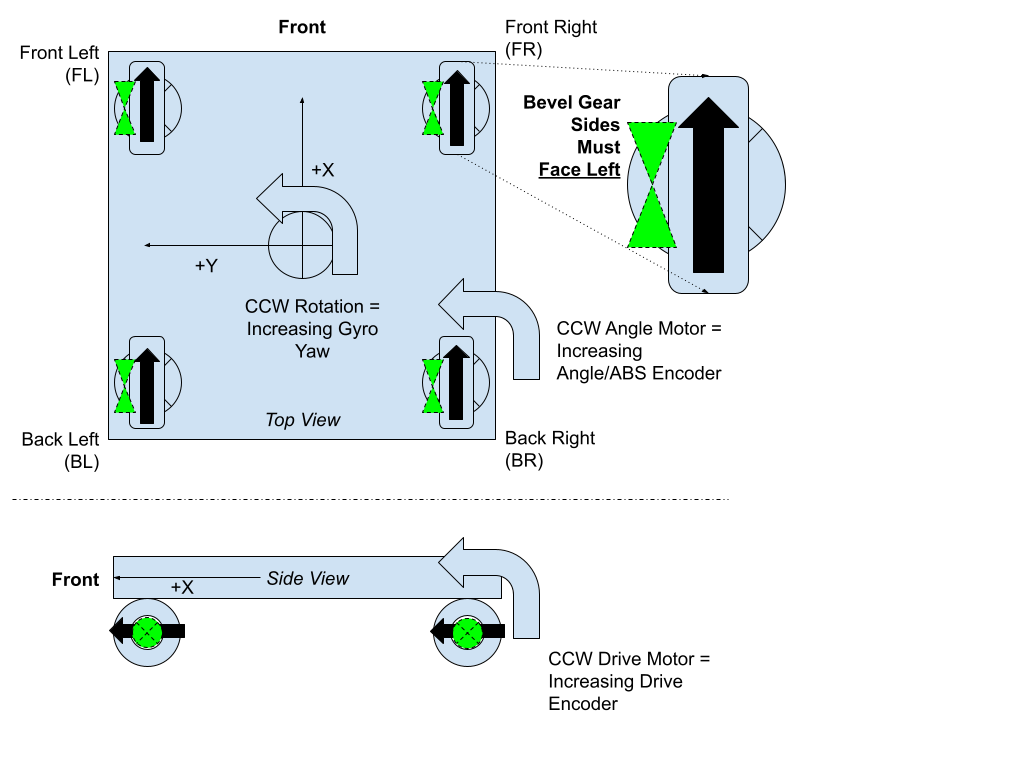 Front
Front Right
(FR)
Front Left
(FL)
Bevel Gear
Sides
Must
Face Left
+X
+Y
CCW Rotation =
Increasing Gyro
Yaw
CCW Angle Motor =
Increasing
Angle/ABS Encoder
Top View
Back Left
(BL)
Back Right
(BR)
Front
+X
Side View
CCW Drive Motor =
Increasing Drive
Encoder